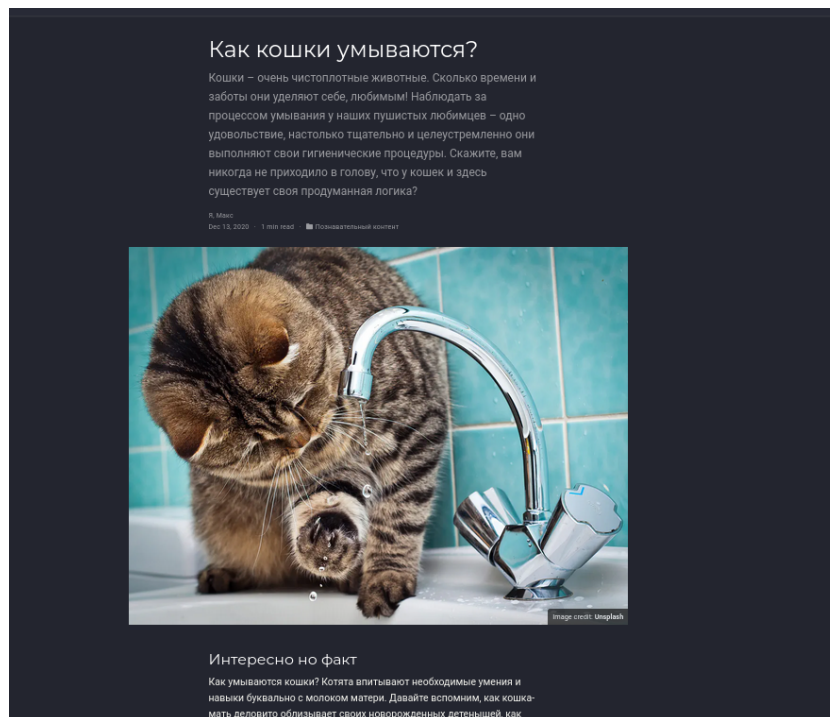 Как кошки умываются?
Кошки – очень чистоплотные животные. Сколько времени и
заботы они уделяют себе, любимым! Наблюдать за
процессом умывания у наших пушистых любимцев – одно
удовольствие, настолько тщательно и целеустремленно они
выполняют свои гигиенические процедуры. Скажите, вам
никогда не приходило в голову, что у кошек и здесь
существует своя продуманная логика?
Я, Макс
Dec 13, 2020 · 1 min read · Познавательный контент
Image credit: Unsplash
Интересно но факт
Как умываются кошки? Котята впитывают необходимые умения и
навыки буквально с молоком матери. Давайте вспомним, как кошка-
мать деловито облизывает своих новорожденных детенышей, как